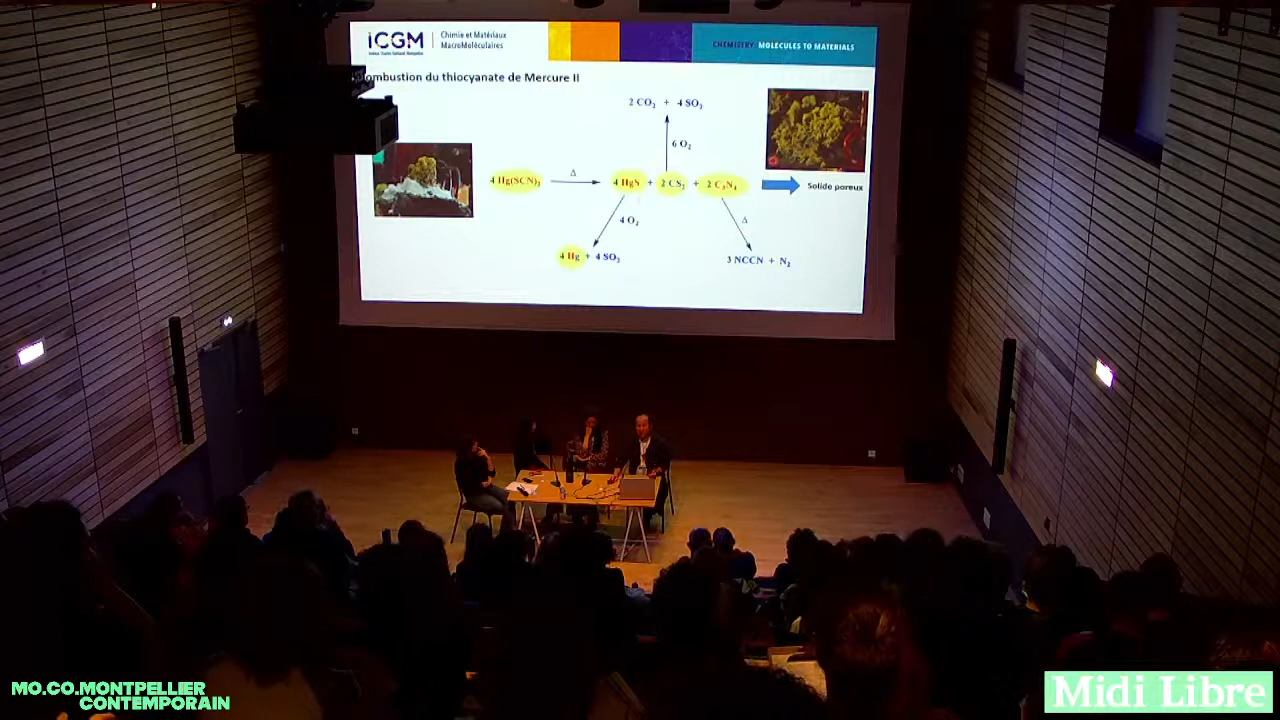 iCGM
Chimie et Matériaux
MacroMoléculaires
CHEMISTRY: MOLECULES TO MATERIALS
ombustion du thiocyanate de Mercure II
2 CO₂ + 4 SO₂
6 O₂
4 Hg(SCN)₂
Δ
4 HgS + 2 CS₂ + 2 C₃N₄
Solide poreux
4 O₂
Δ
4 Hg + 4 SO₂
3 NCCN + N₂
MO.CO.MONTPELLIER
CONTEMPORAIN
Midi Libre